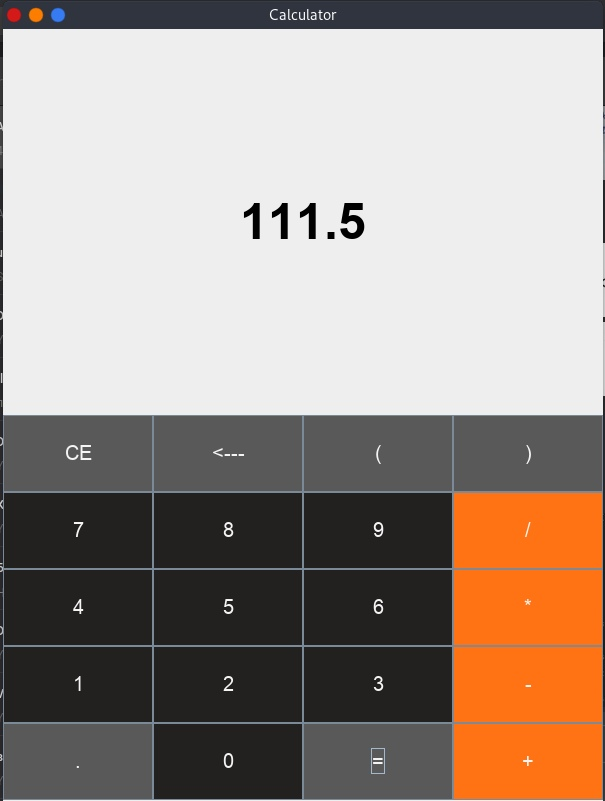 Calculator
111.5
CE <--- ( )
7 8 9 /
4 5 6 *
1 2 3 -
. 0 = +